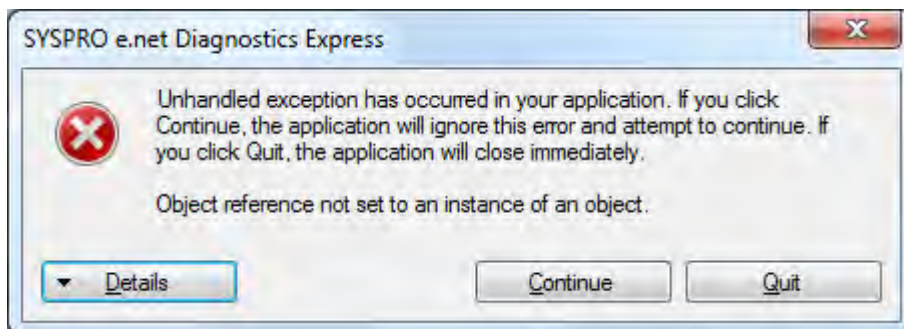 SYSPRO e.net Diagnostics Express
Unhandled exception has occurred in your application. If you click
Continue, the application will ignore this error and attempt to continue. If
you click Quit, the application will close immediately.
Object reference not set to an instance of an object.
Details
Continue
Quit